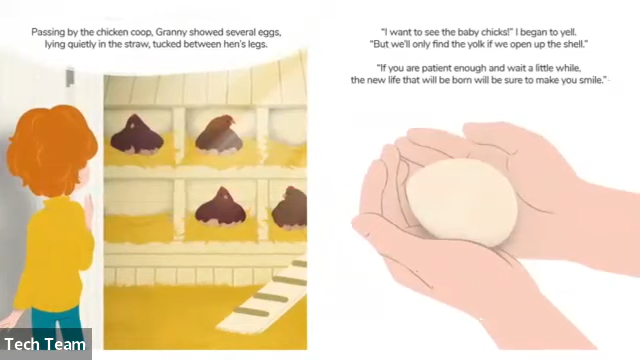 Passing by the chicken coop, Granny showed several eggs,
lying quietly in the straw, tucked between hen's legs.
"I want to see the baby chicks!" I began to yell.
"But we'll only find the yolk if we open up the shell."
"If you are patient enough and wait a little while,
the new life that will be born will be sure to make you smile."
Tech Team